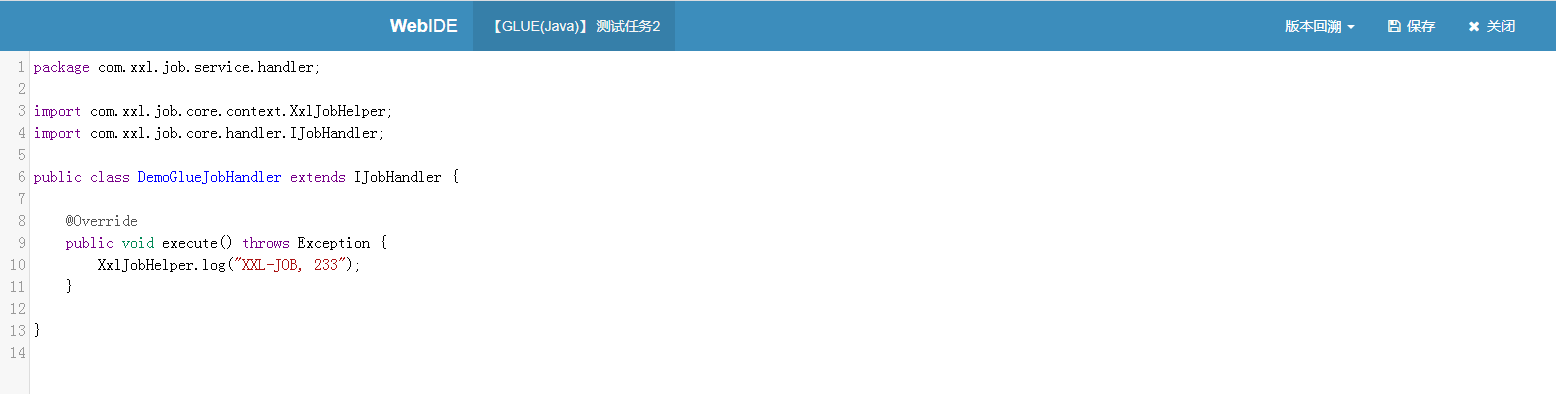 WebIDE 【GLUE(Java)】 测试任务2 版本回溯 保存 关闭
1 package com.xxl.job.service.handler;
2
3 import com.xxl.job.core.context.XxlJobHelper;
4 import com.xxl.job.core.handler.IJobHandler;
5
6 public class DemoGlueJobHandler extends IJobHandler {
7
8 @Override
9 public void execute() throws Exception {
10 XxlJobHelper.log("XXL-JOB, 233");
11 }
12
13 }
14